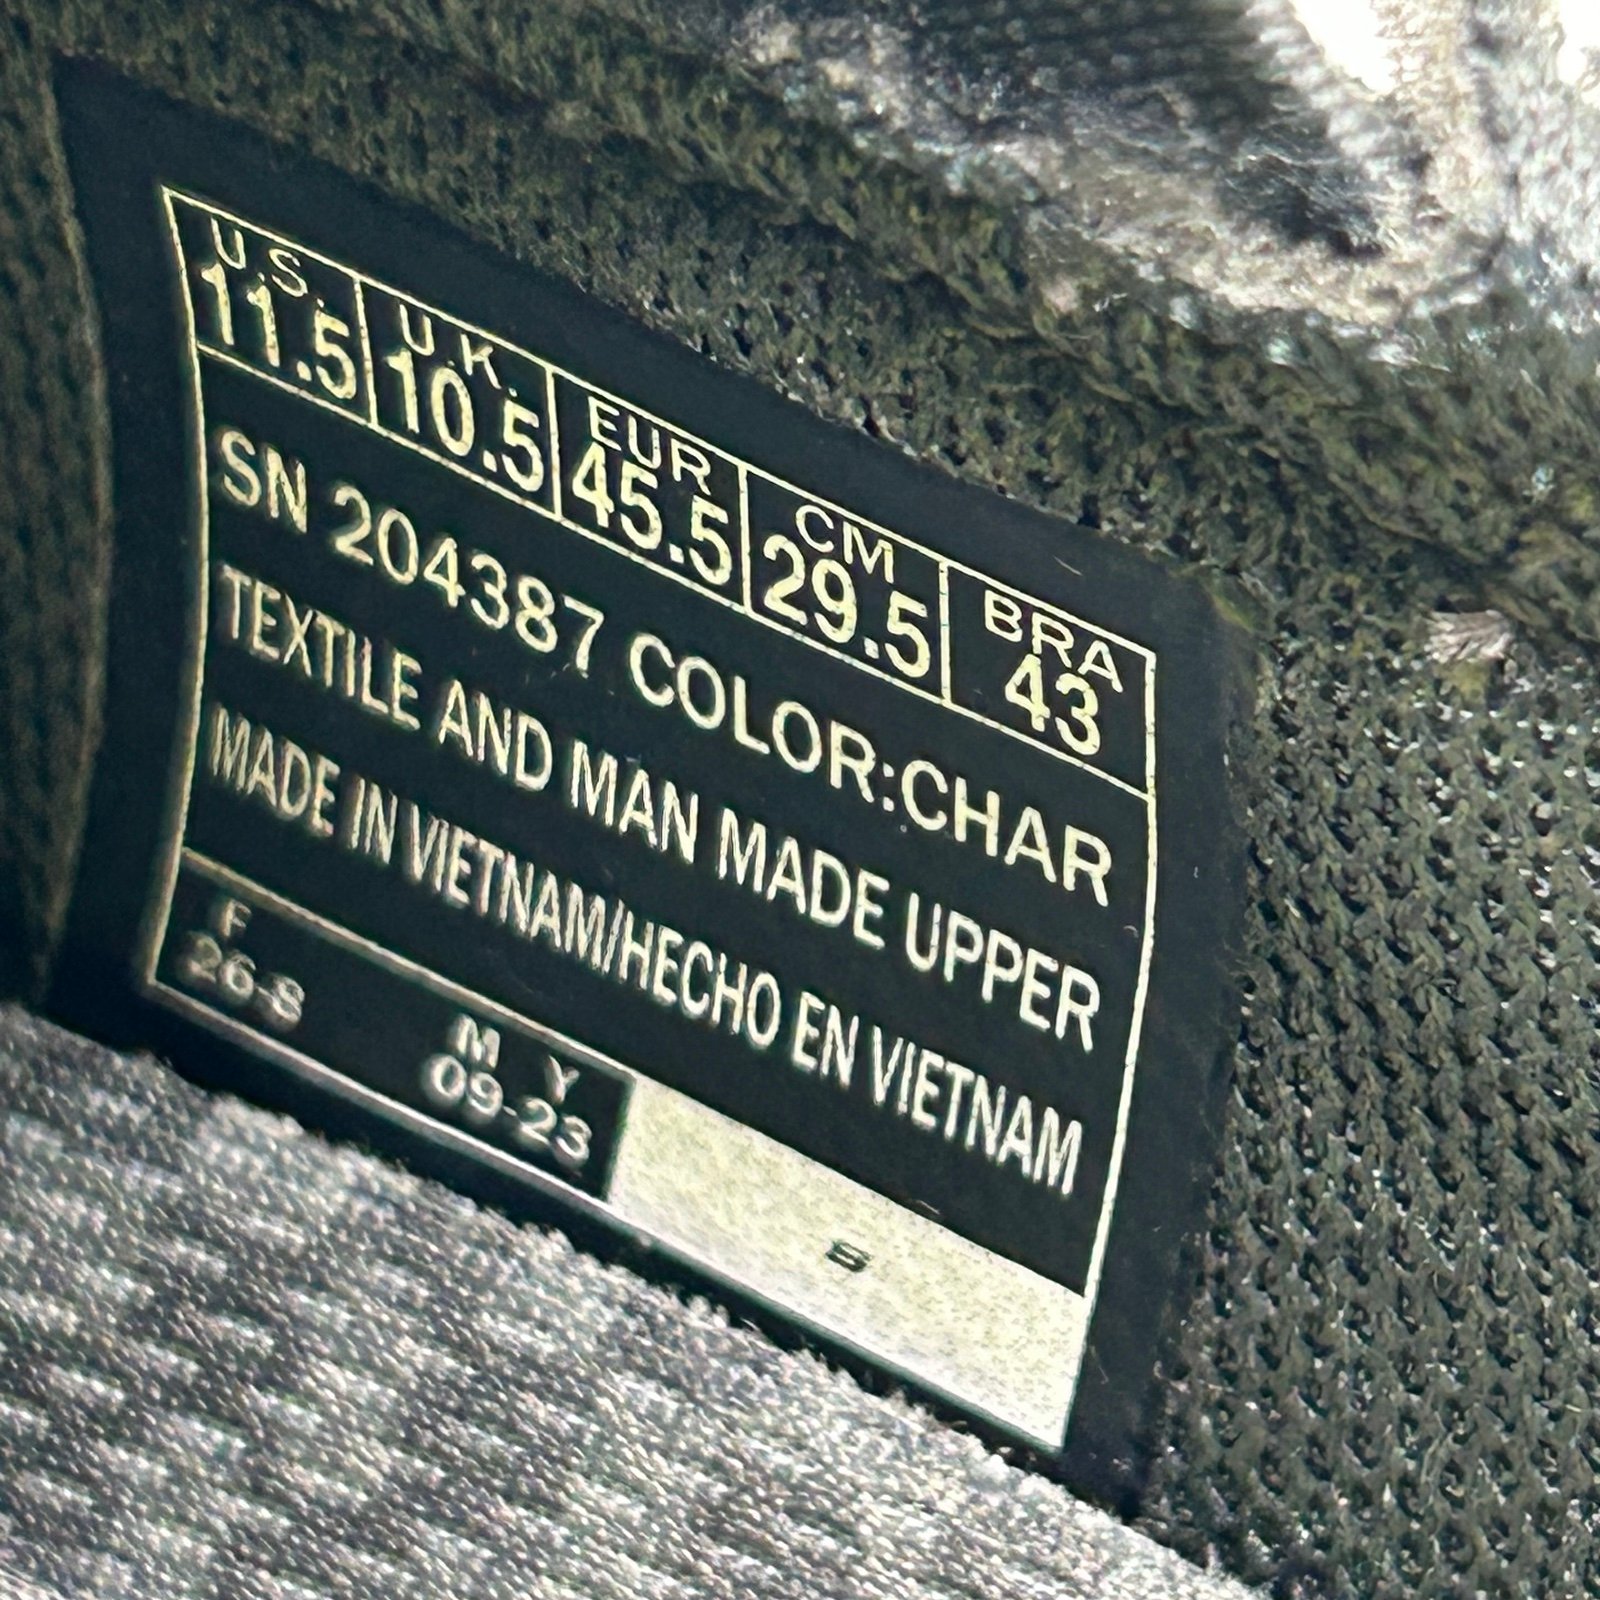 U.S. U.K. EUR CM BRA
11.5 10.5 45.5 29.5 43
SN 204387 COLOR:CHAR
TEXTILE AND MAN MADE UPPER
MADE IN VIETNAM/HECHO EN VIETNAM
F M Y
26-S 09-23
S